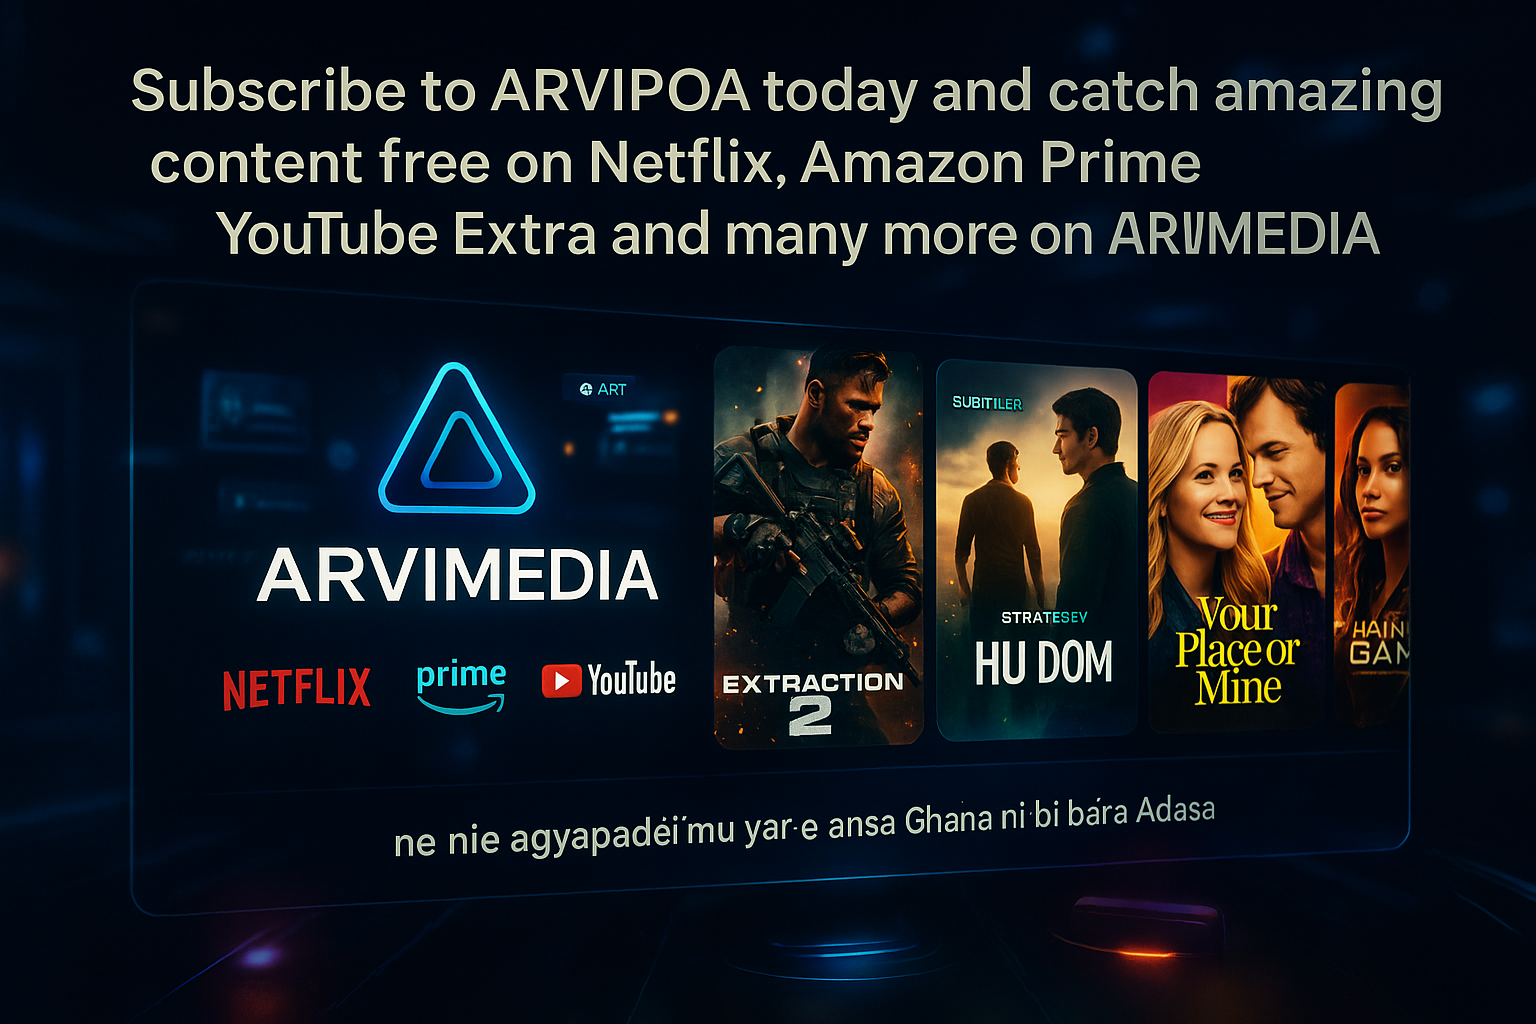 Subscribe to ARVIPOA today and catch amazing
content free on Netflix, Amazon Prime
YouTube Extra and many more on ARVIMEDIA
ART
ARVIMEDIA
NETFLIX
prime
YouTube
EXTRACTION
2
SUBITILER
STRATESEV
HU DOM
Vour
Place or
Mine
HAIN
GAM
ne nie agyapadéi mu yar-e ansa Ghana ni bi bára Adasa